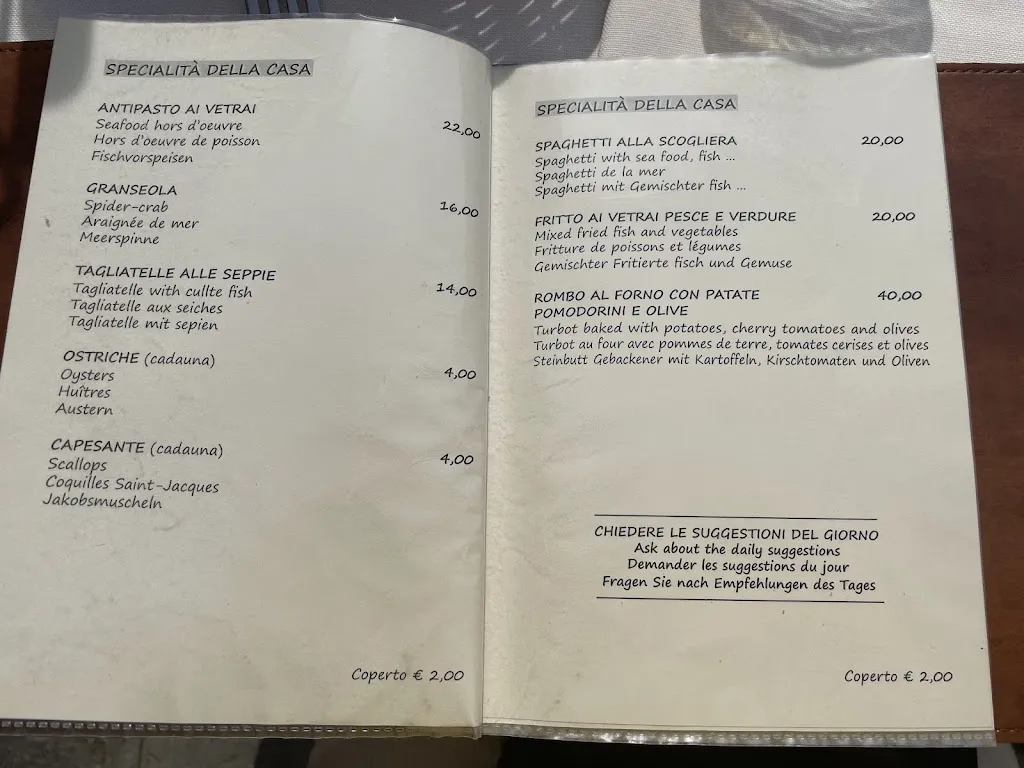 SPECIALITÀ DELLA CASA
ANTIPASTO AI VETRAI 22,00
Seafood hors d'oeuvre
Hors d'oeuvre de poisson
Fischvorspeisen
GRANSEOLA
Spider-crab 16,00
Araignée de mer
Meerspinne
TAGLIATELLE ALLE SEPPIE
Tagliatelle with cullte fish 14,00
Tagliatelle aux seiches
Tagliatelle mit sepien
OSTRICHE (cadauna)
Oysters 4,00
Huîtres
Austern
CAPESANTE (cadauna)
Scallops 4,00
Coquilles Saint-Jacques
Jakobsmuscheln
Coperto € 2,00
SPECIALITÀ DELLA CASA
SPAGHETTI ALLA SCOGLIERA 20,00
Spaghetti with sea food, fish ...
Spaghetti de la mer
Spaghetti mit Gemischter fish ...
FRITTO AI VETRAI PESCE E VERDURE 20,00
Mixed fried fish and vegetables
Fritture de poissons et légumes
Gemischter Fritierte fisch und Gemuse
ROMBO AL FORNO CON PATATE 40,00
POMODORINI E OLIVE
Turbot baked with potatoes, cherry tomatoes and olives
Turbot au four avec pommes de terre, tomates cerises et olives
Steinbutt Gebackener mit Kartoffeln, Kirschtomaten und Oliven
CHIEDERE LE SUGGESTIONI DEL GIORNO
Ask about the daily suggestions
Demander les suggestions du jour
Fragen Sie nach Empfehlungen des Tages
Coperto € 2,00